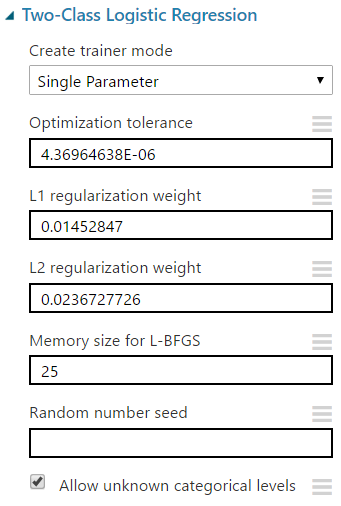 Two-Class Logistic Regression
Create trainer mode
Single Parameter
Optimization tolerance
4.36964638E-06
L1 regularization weight
0.01452847
L2 regularization weight
0.0236727726
Memory size for L-BFGS
25
Random number seed
Allow unknown categorical levels